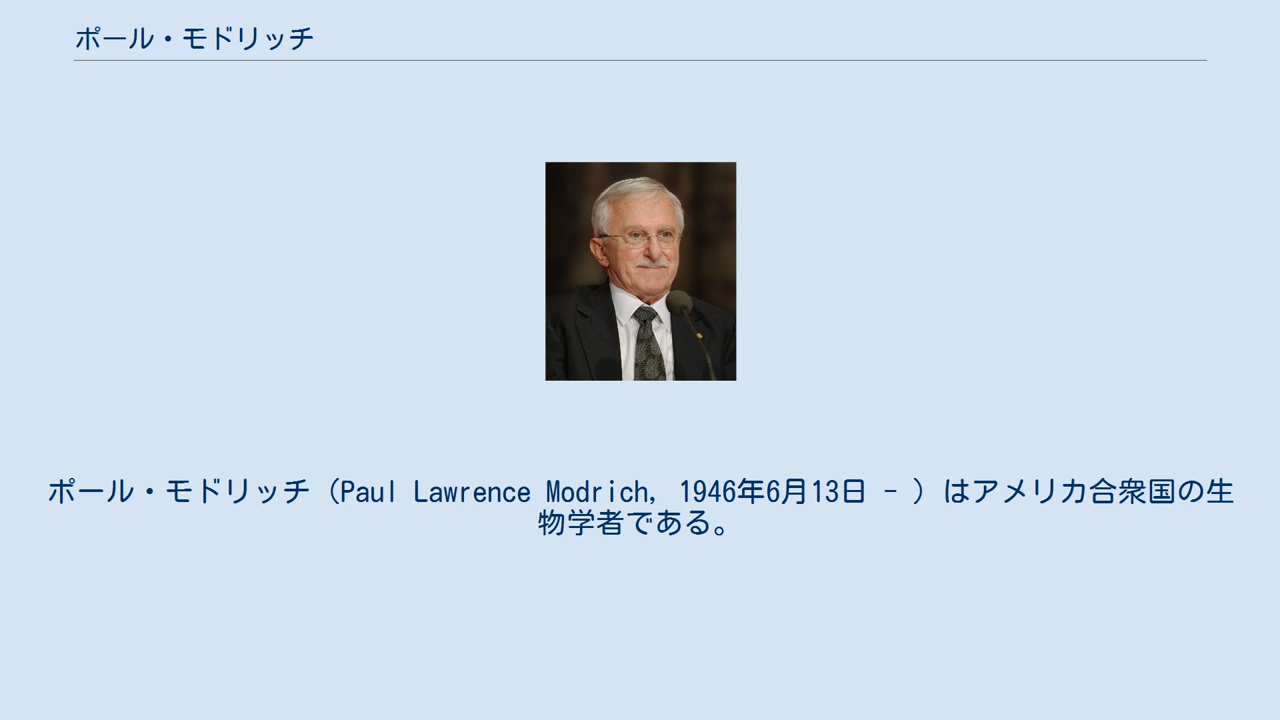 ポール・モドリッチ
ポール・モドリッチ（Paul Lawrence Modrich, 1946年6月13日 - ）はアメリカ合衆国の生
物学者である。